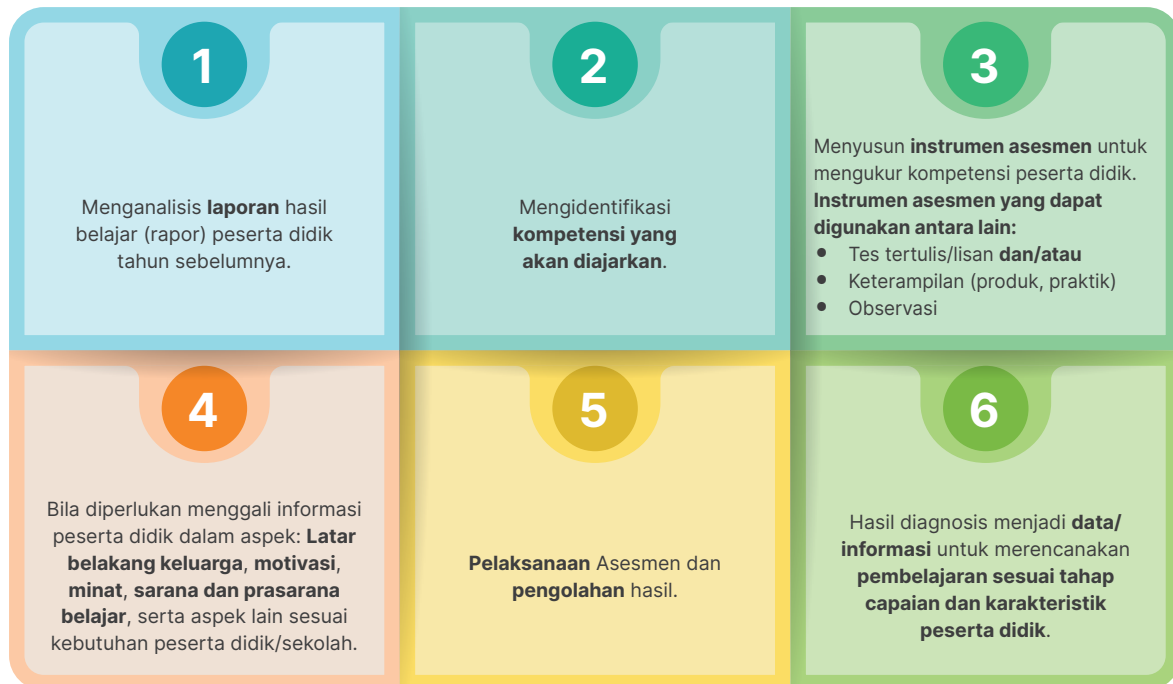 1
Menganalisis laporan hasil
belajar (rapor) peserta didik
tahun sebelumnya.
2
Mengidentifikasi
kompetensi yang
akan diajarkan.
3
Menyusun instrumen asesmen untuk
mengukur kompetensi peserta didik.
Instrumen asesmen yang dapat
digunakan antara lain:
• Tes tertulis/lisan dan/atau
• Keterampilan (produk, praktik)
• Observasi
4
Bila diperlukan menggali informasi
peserta didik dalam aspek: Latar
belakang keluarga, motivasi,
minat, sarana dan prasarana
belajar, serta aspek lain sesuai
kebutuhan peserta didik/sekolah.
5
Pelaksanaan Asesmen dan
pengolahan hasil.
6
Hasil diagnosis menjadi data/
informasi untuk merencanakan
pembelajaran sesuai tahap
capaian dan karakteristik
peserta didik.